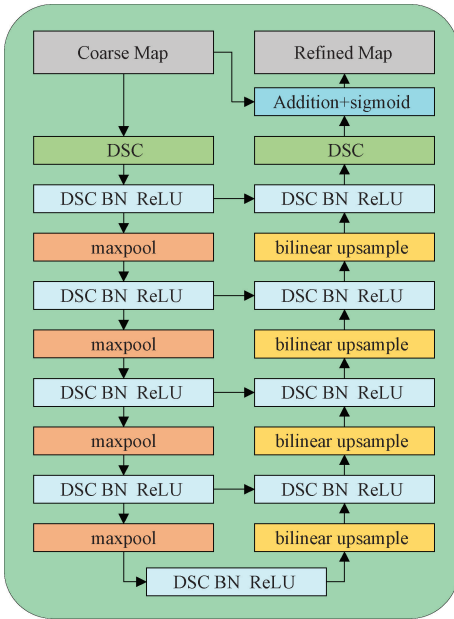 Coarse Map
Refined Map
Addition+sigmoid
DSC
DSC
DSC BN ReLU
DSC BN ReLU
maxpool
bilinear upsample
DSC BN ReLU
DSC BN ReLU
maxpool
bilinear upsample
DSC BN ReLU
DSC BN ReLU
maxpool
bilinear upsample
DSC BN ReLU
DSC BN ReLU
maxpool
bilinear upsample
DSC BN ReLU